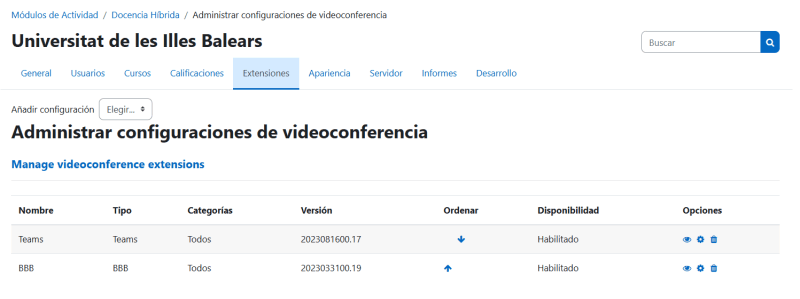 Módulos de Actividad / Docencia Híbrida / Administrar configuraciones de videoconferencia
Universitat de les Illes Balears
Buscar
General Usuarios Cursos Calificaciones Extensiones Apariencia Servidor Informes Desarrollo
Añadir configuración Elegir...
Administrar configuraciones de videoconferencia
Manage videoconference extensions
Nombre Tipo Categorías Versión Ordenar Disponibilidad Opciones
Teams Teams Todos 2023081600.17 Habilitado
BBB BBB Todos 2023033100.19 Habilitado